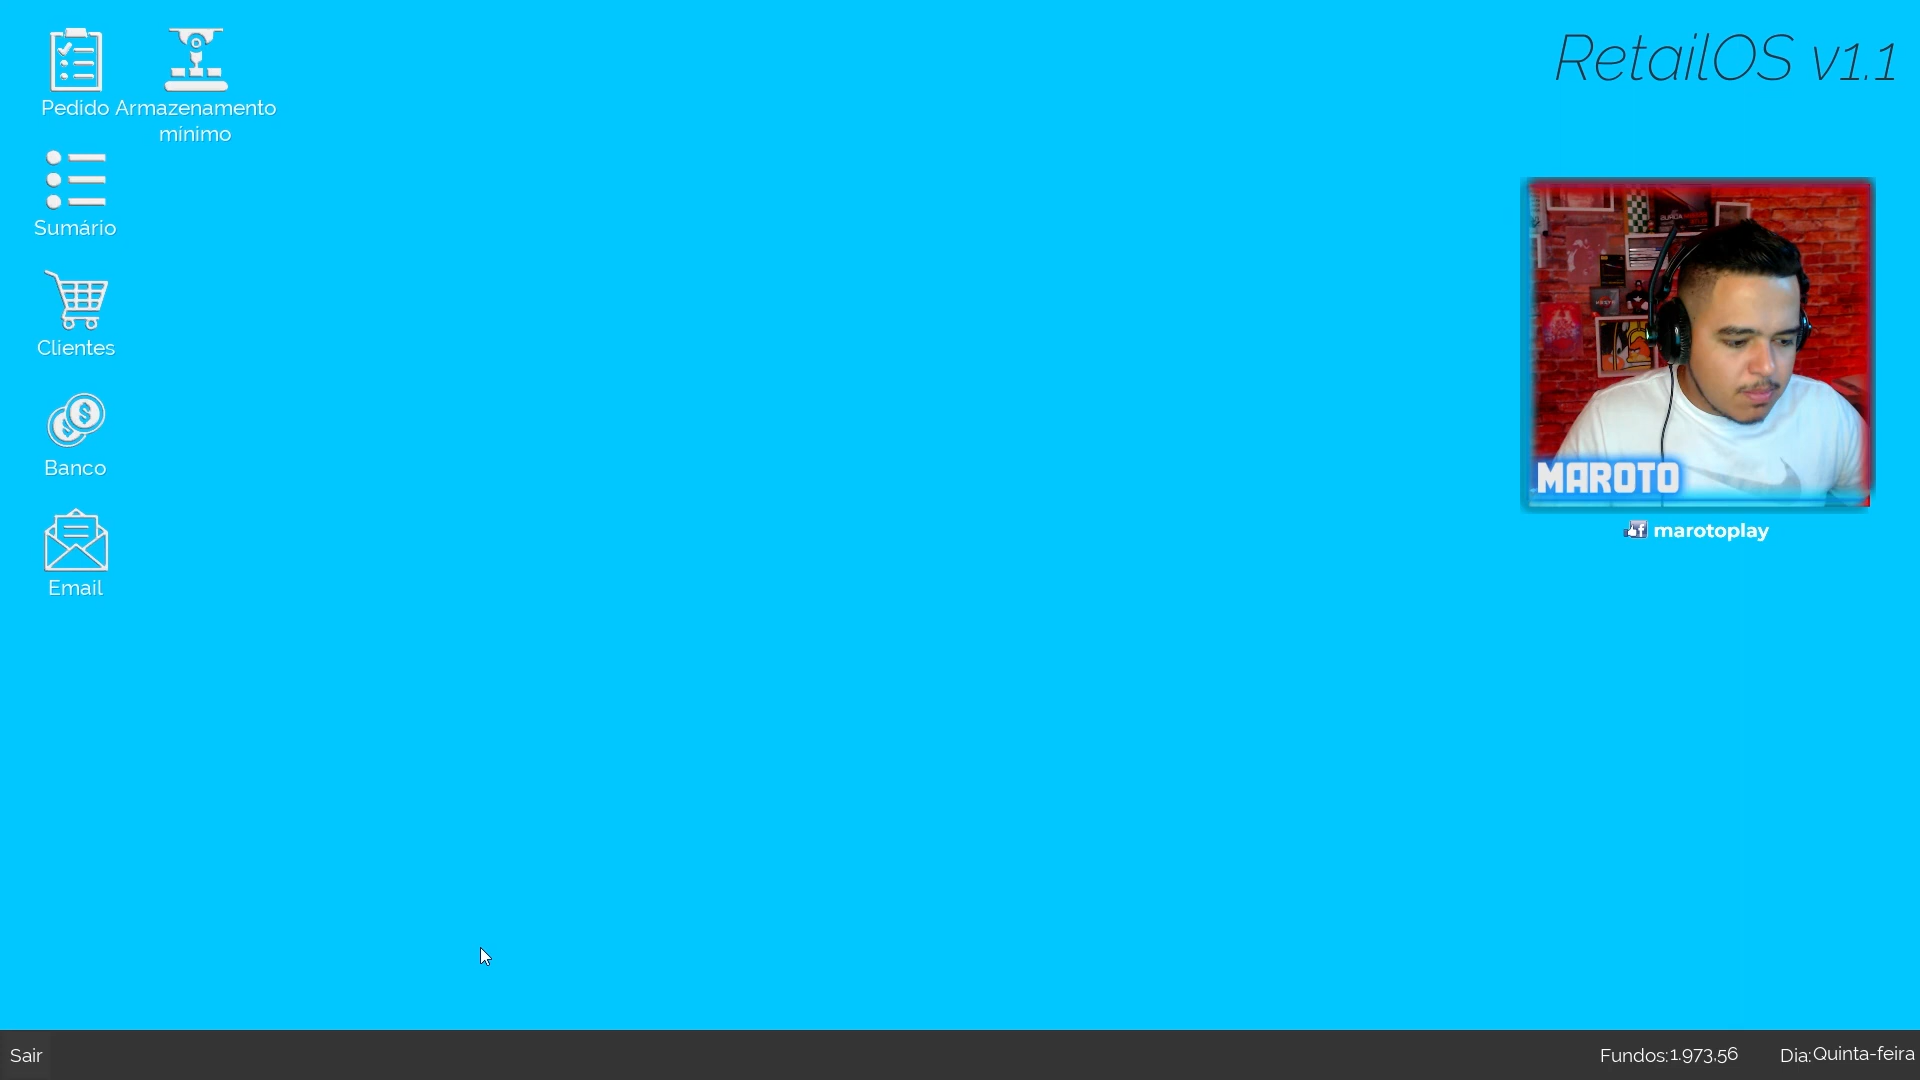 RetailOS v1.1
Pedido
Armazenamento
mínimo
Sumário
Clientes
Banco
Email
MAROTO
marotoplay
Sair
Fundos:1.973,56
Dia:Quinta-feira